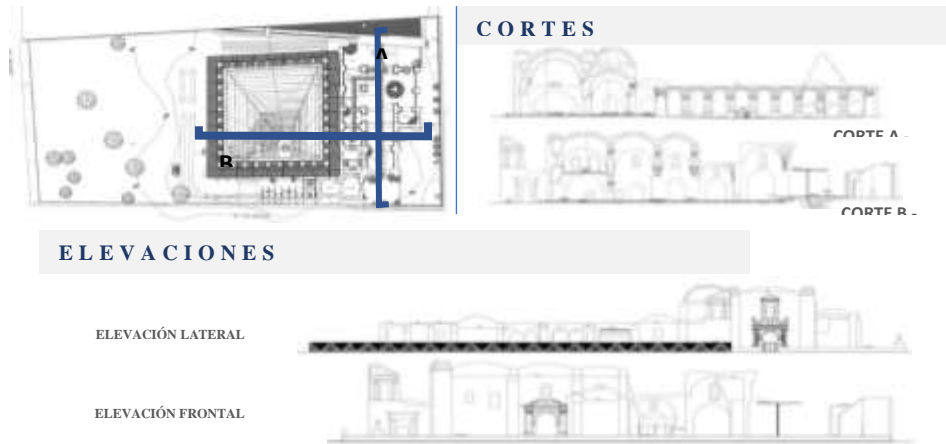 A
B
CORTES
CORTE A -
CORTE B -
ELEVACIONES
ELEVACIÓN LATERAL
ELEVACIÓN FRONTAL